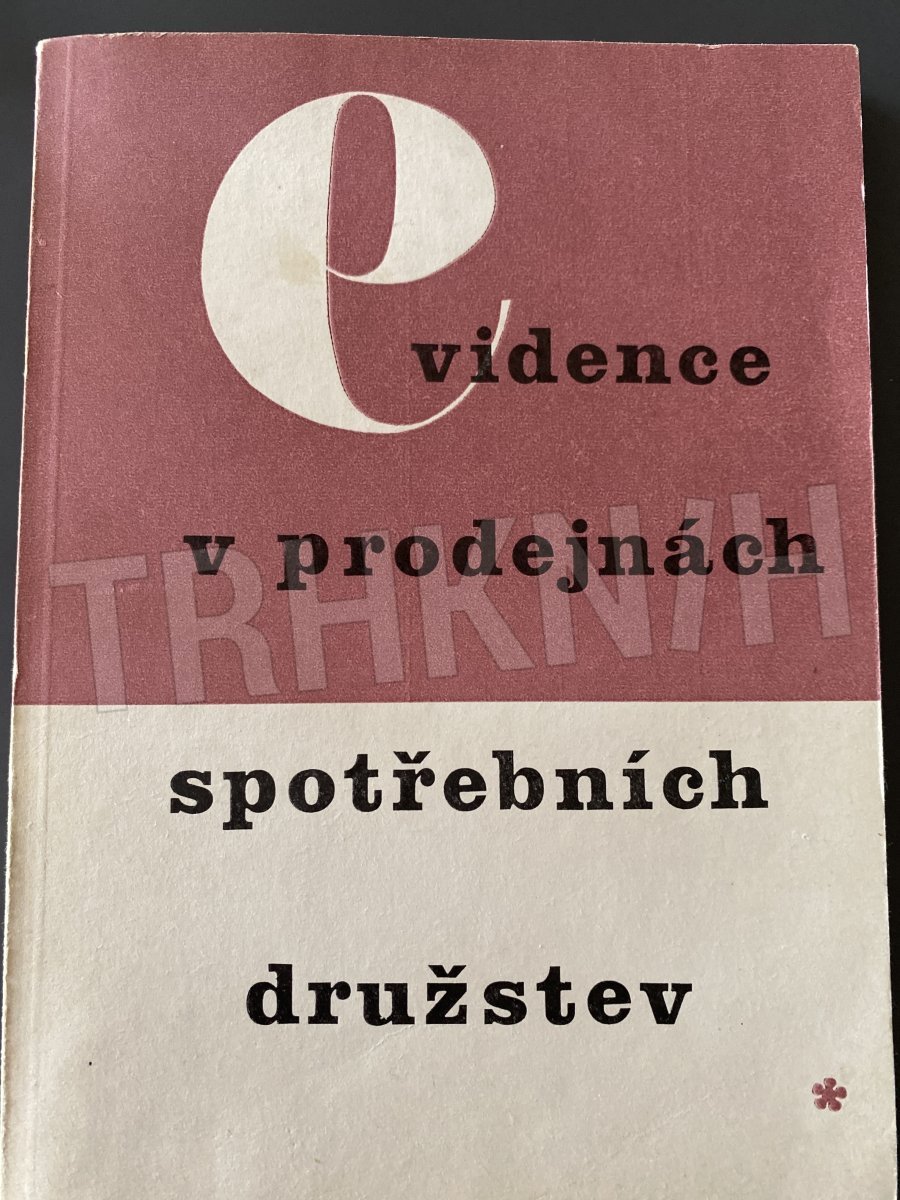 evidence
v prodejnách
TRHKNIH
spotřebních
družstev
*